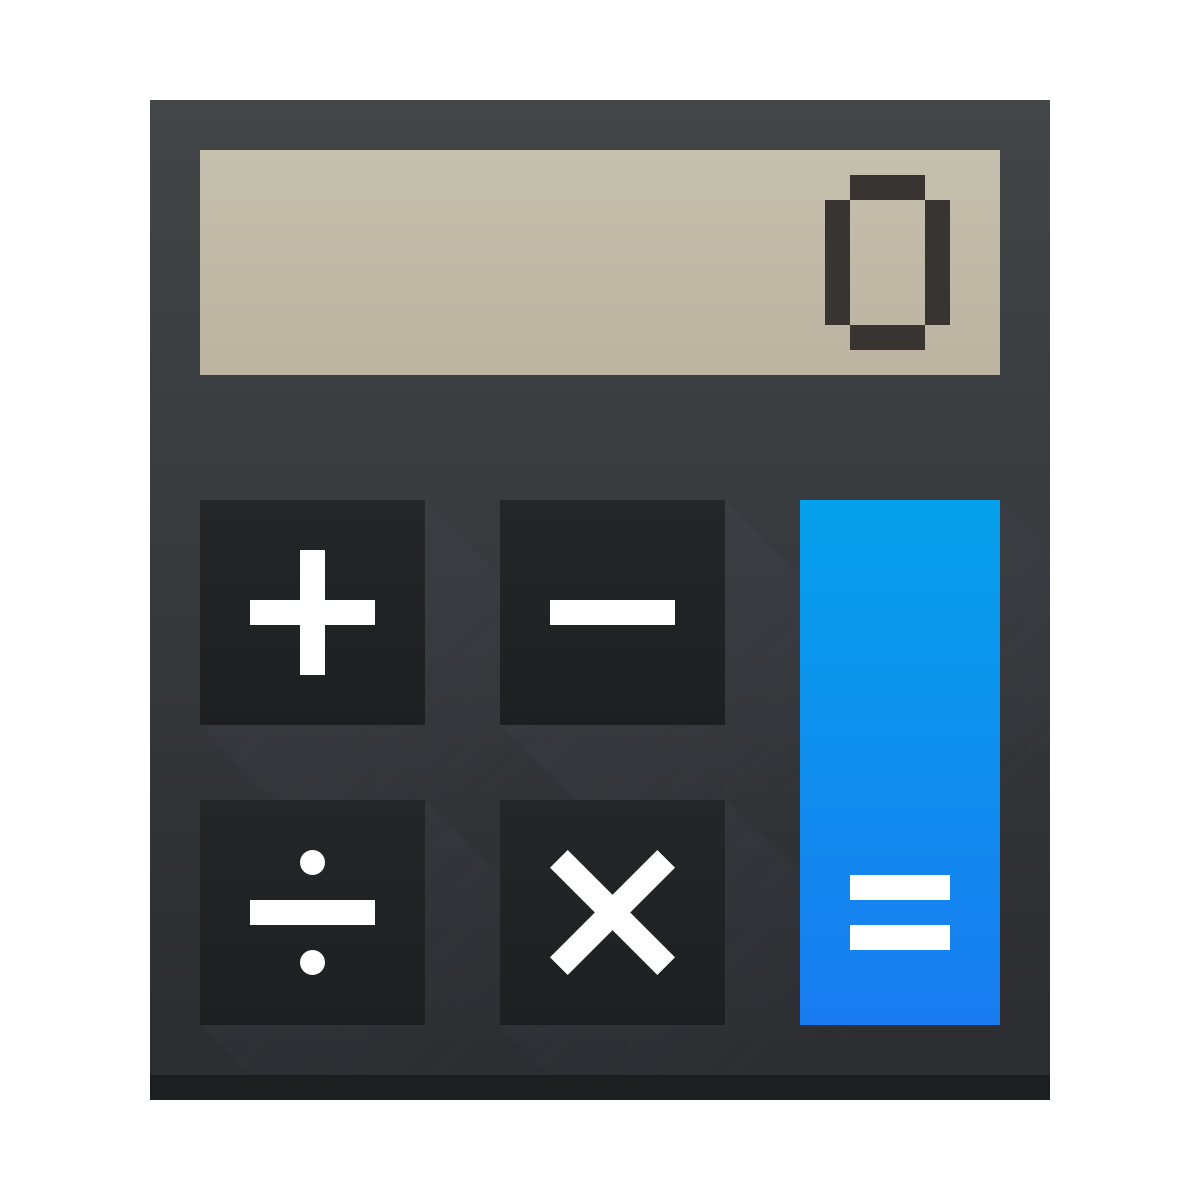 0
+ − =
÷ ×